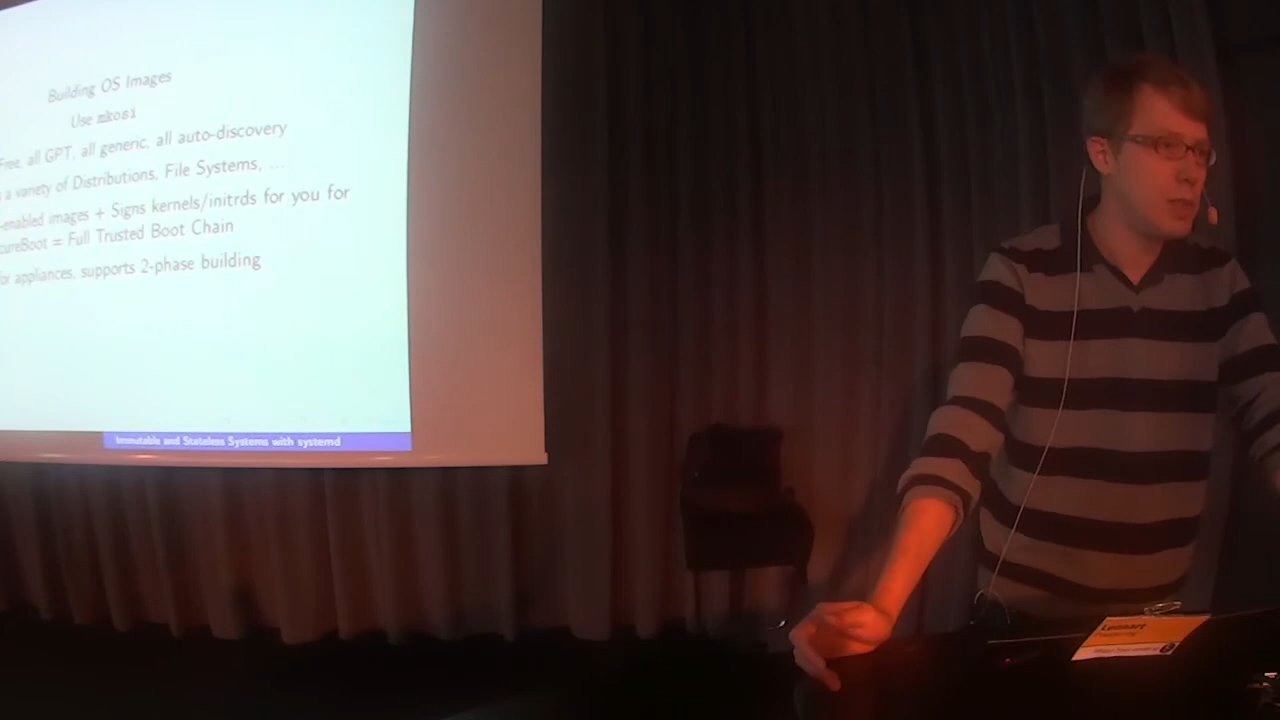 Building OS Images
Use mkosi
Free, all GPT, all generic, all auto-discovery
a variety of Distributions, File Systems, ...
-enabled images + Signs kernels/initrds for you for
cureBoot = Full Trusted Boot Chain
for appliances, supports 2-phase building
Immutable and Stateless Systems with systemd
Lennart